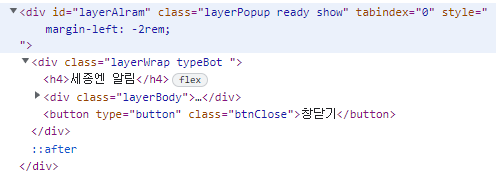 <div id="layerAlram" class="layerPopup ready show" tabindex="0" style="
margin-left: -2rem;
">
<div class="layerWrap typeBot ">
<h4>세종엔 알림</h4> flex
<div class="layerBody">…</div>
<button type="button" class="btnClose">창닫기</button>
</div>
::after
</div>